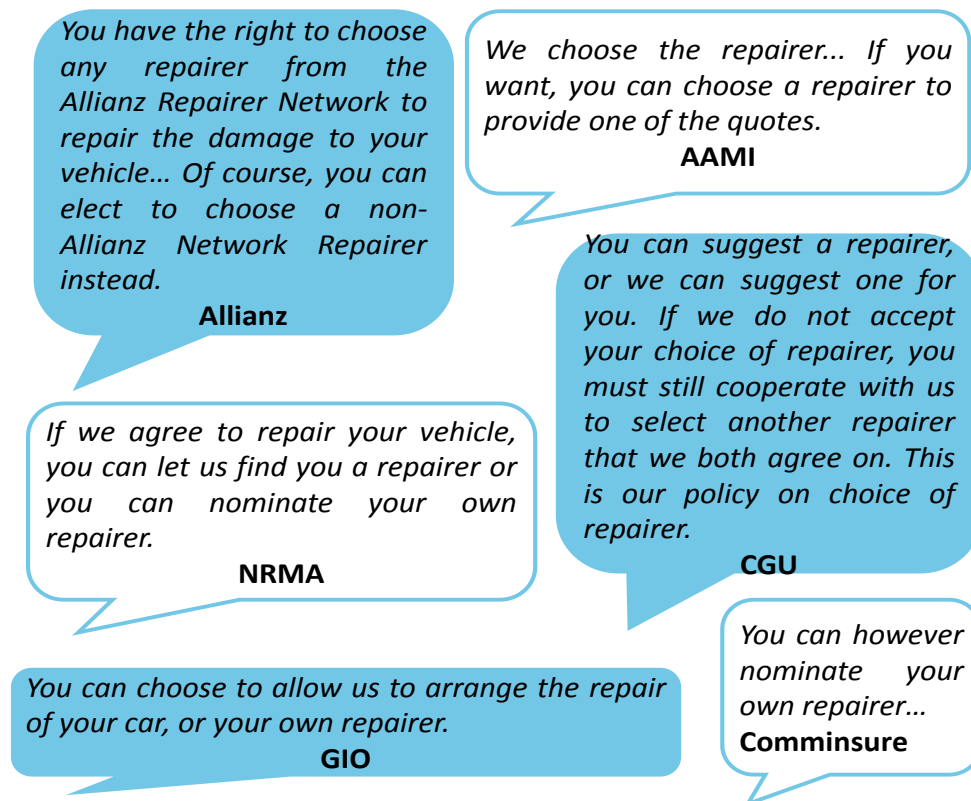 You have the right to choose
any repairer from the
Allianz Repairer Network to
repair the damage to your
vehicle... Of course, you can
elect to choose a non-
Allianz Network Repairer
instead.
Allianz
We choose the repairer... If you
want, you can choose a repairer to
provide one of the quotes.
AAMI
You can suggest a repairer,
or we can suggest one for
you. If we do not accept
your choice of repairer, you
must still cooperate with us
to select another repairer
that we both agree on. This
is our policy on choice of
repairer.
CGU
If we agree to repair your vehicle,
you can let us find you a repairer or
you can nominate your own
repairer.
NRMA
You can however
nominate your
own repairer...
Comminsure
You can choose to allow us to arrange the repair
of your car, or your own repairer.
GIO